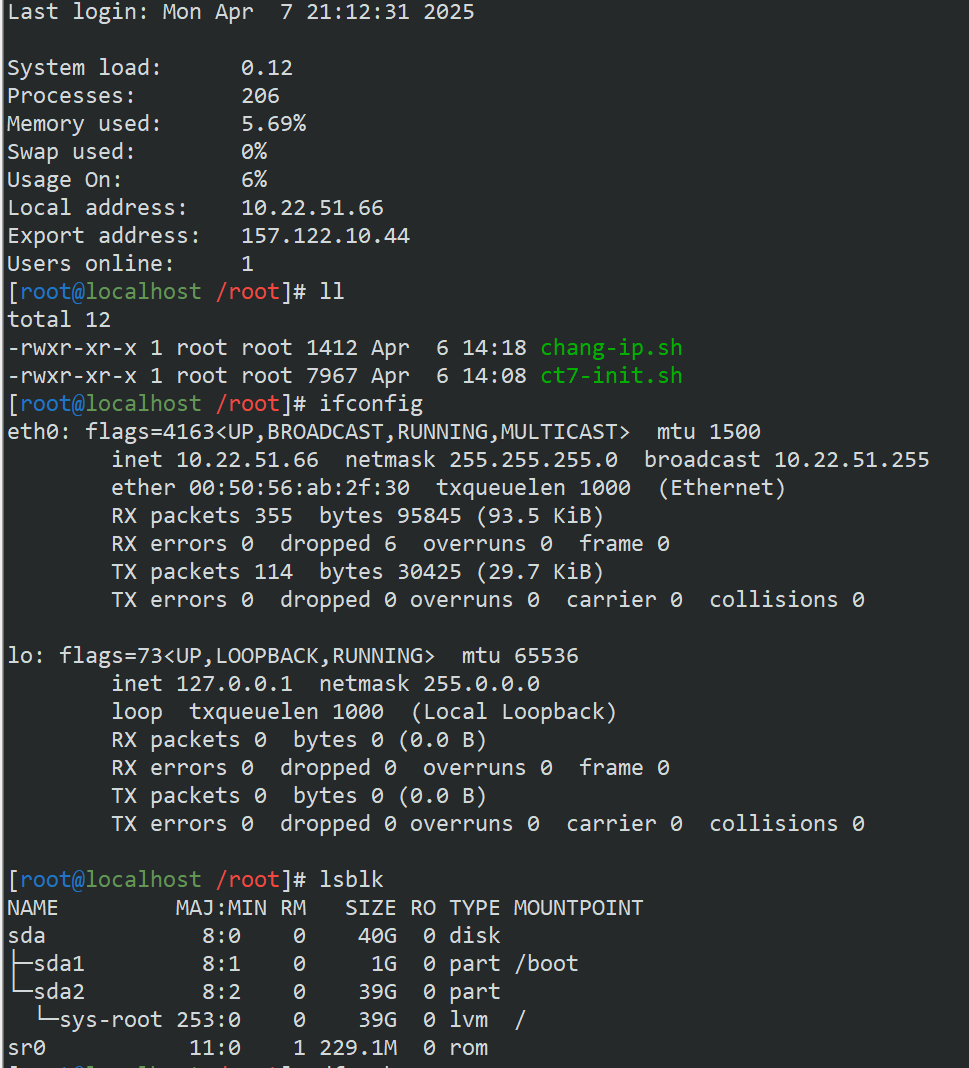 Last login: Mon Apr  7 21:12:31 2025

System load:      0.12
Processes:        206
Memory used:      5.69%
Swap used:        0%
Usage On:         6%
Local address:    10.22.51.66
Export address:   157.122.10.44
Users online:     1
[root@localhost /root]# ll
total 12
-rwxr-xr-x 1 root root 1412 Apr  6 14:18 chang-ip.sh
-rwxr-xr-x 1 root root 7967 Apr  6 14:08 ct7-init.sh
[root@localhost /root]# ifconfig
eth0: flags=4163<UP,BROADCAST,RUNNING,MULTICAST>  mtu 1500
        inet 10.22.51.66  netmask 255.255.255.0  broadcast 10.22.51.255
        ether 00:50:56:ab:2f:30  txqueuelen 1000  (Ethernet)
        RX packets 355  bytes 95845 (93.5 KiB)
        RX errors 0  dropped 6  overruns 0  frame 0
        TX packets 114  bytes 30425 (29.7 KiB)
        TX errors 0  dropped 0 overruns 0  carrier 0  collisions 0

lo: flags=73<UP,LOOPBACK,RUNNING>  mtu 65536
        inet 127.0.0.1  netmask 255.0.0.0
        loop  txqueuelen 1000  (Local Loopback)
        RX packets 0  bytes 0 (0.0 B)
        RX errors 0  dropped 0  overruns 0  frame 0
        TX packets 0  bytes 0 (0.0 B)
        TX errors 0  dropped 0 overruns 0  carrier 0  collisions 0

[root@localhost /root]# lsblk
NAME         MAJ:MIN RM   SIZE RO TYPE MOUNTPOINT
sda            8:0    0    40G  0 disk
├─sda1         8:1    0     1G  0 part /boot
└─sda2         8:2    0    39G  0 part
  └─sys-root 253:0    0    39G  0 lvm  /
sr0           11:0    1 229.1M  0 rom